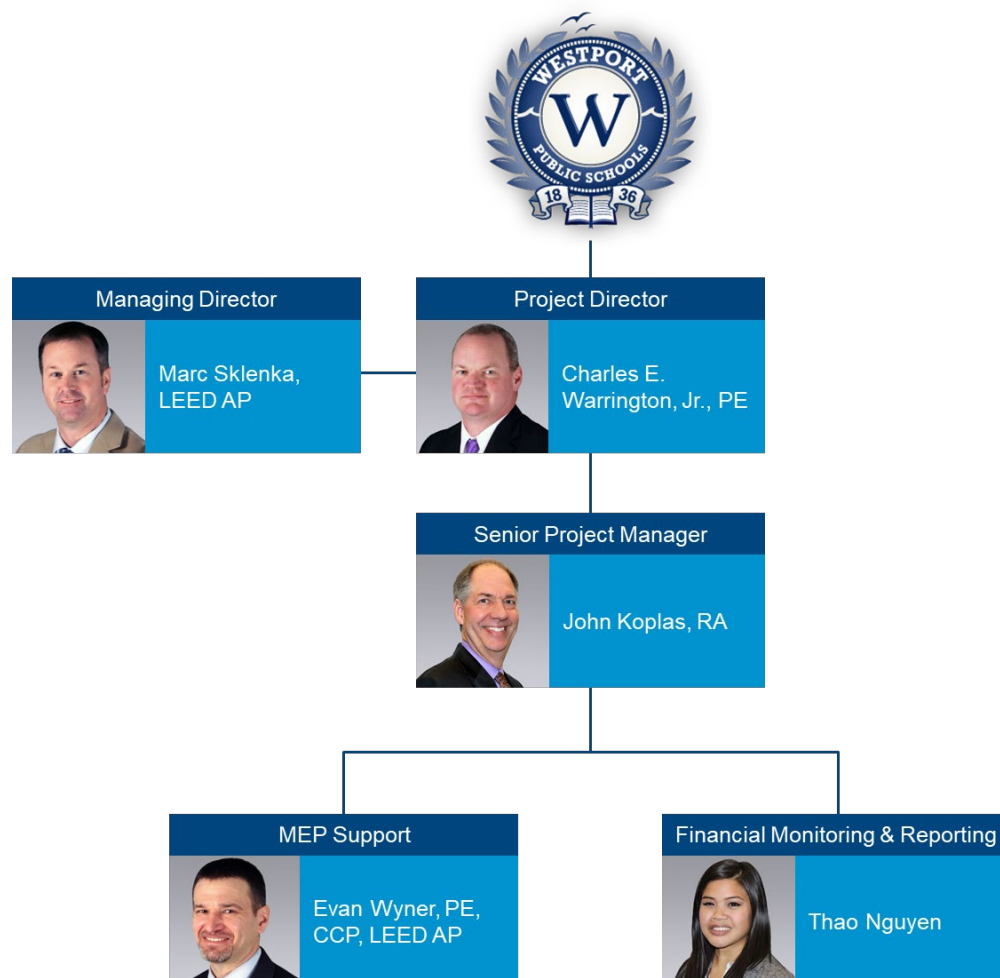 WESTPORT
W
PUBLIC SCHOOLS
18 36
Managing Director
Marc Sklenka,
LEED AP
Project Director
Charles E.
Warrington, Jr., PE
Senior Project Manager
John Koplas, RA
MEP Support
Evan Wyner, PE,
CCP, LEED AP
Financial Monitoring & Reporting
Thao Nguyen